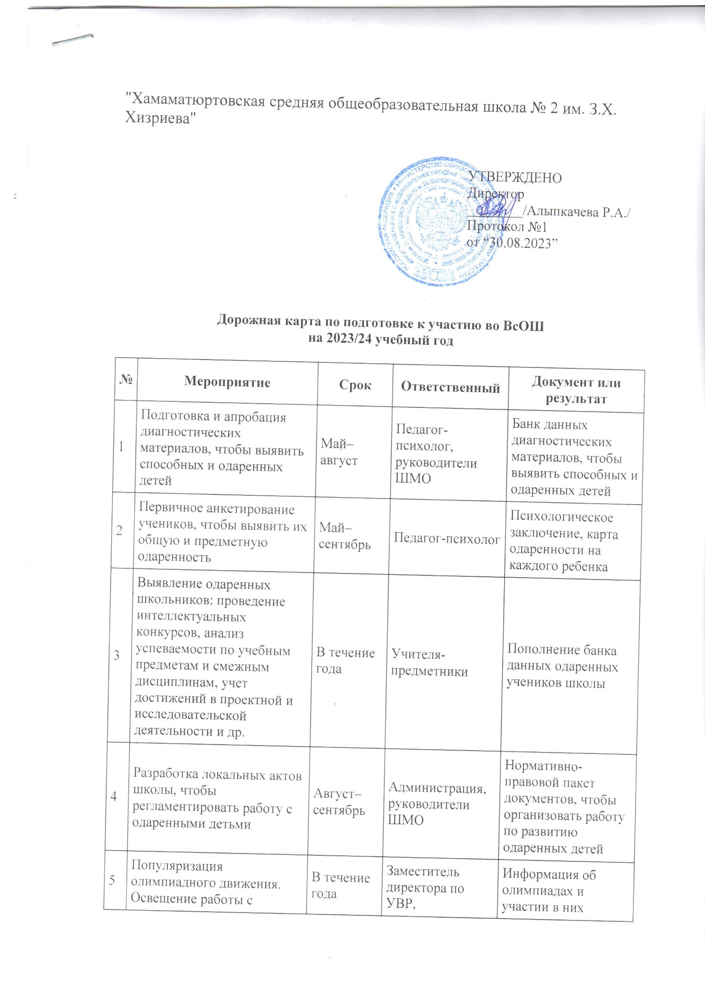 "Хамаматюртовская средняя общеобразовательная школа № 2 им. З.Х.
Хизриева"
УТВЕРЖДЕНО
Директор
/Алыпкачева Р.А./
Протокол №1
от “30.08.2023”
РОССИЙСКАЯ ФЕДЕРАЦИЯ * МИНИСТЕРСТВО ОБРАЗОВАНИЯ
Дорожная карта по подготовке к участию во ВсОШ
на 2023/24 учебный год
№
Мероприятие
Срок
Ответственный
Документ или
результат
1
Подготовка и апробация
диагностических
материалов, чтобы выявить
способных и одаренных
детей
Май–
август
Педагог-
психолог,
руководители
ШМО
Банк данных
диагностических
материалов, чтобы
выявить способных и
одаренных детей
2
Первичное анкетирование
учеников, чтобы выявить их
общую и предметную
одаренность
Май–
сентябрь
Педагог-психолог
Психологическое
заключение, карта
одаренности на
каждого ребенка
3
Выявление одаренных
школьников: проведение
интеллектуальных
конкурсов, анализ
успеваемости по учебным
предметам и смежным
дисциплинам, учет
достижений в проектной и
исследовательской
деятельности и др.
В течение
года
Учителя-
предметники
Пополнение банка
данных одаренных
учеников школы
4
Разработка локальных актов
школы, чтобы
регламентировать работу с
одаренными детьми
Август–
сентябрь
Администрация,
руководители
ШМО
Нормативно-
правовой пакет
документов, чтобы
организовать работу
по развитию
одаренных детей
5
Популяризация
олимпиадного движения.
Освещение работы с
В течение
года
Заместитель
директора по
УВР,
Информация об
олимпиадах и
участии в них